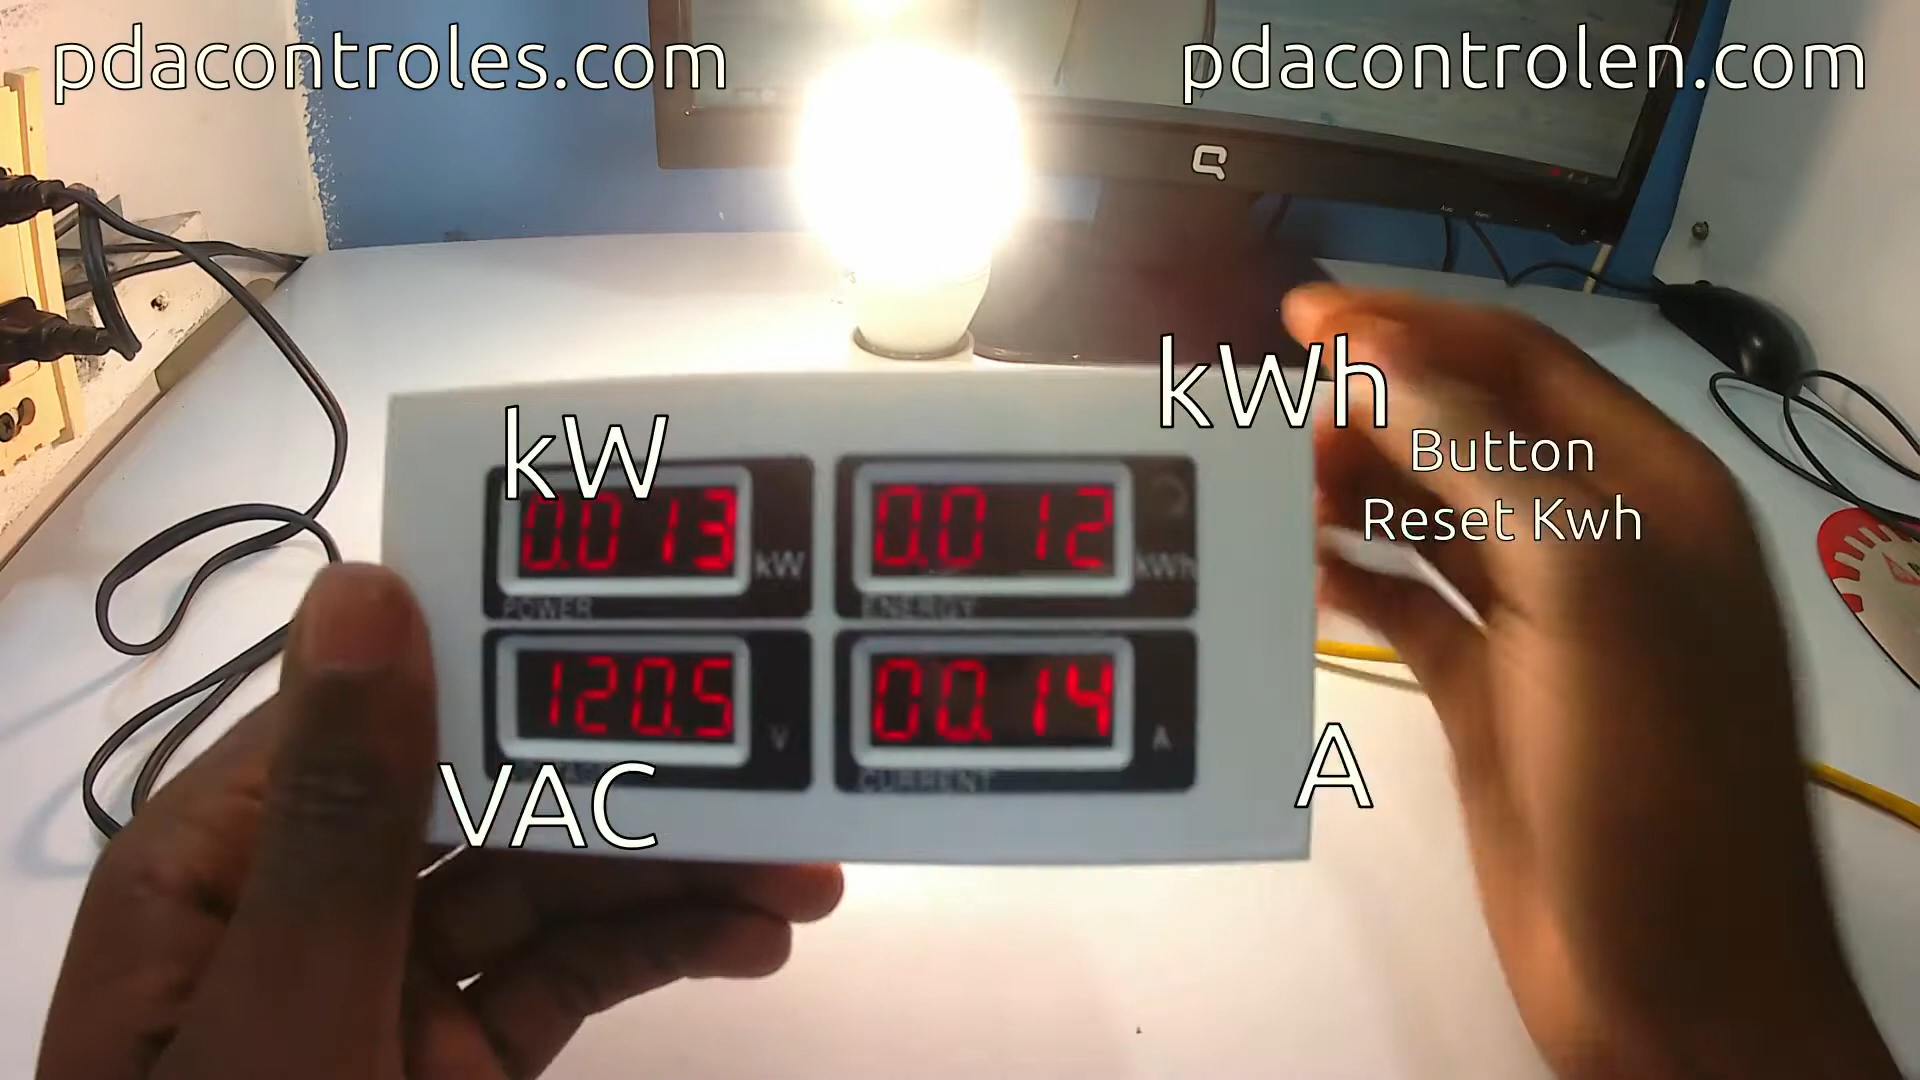 pdacontroles.com
pdacontrolen.com
kWh
kW
Button
Reset Kwh
0.013
kW
POWER
0.012
kWh
ENERGY
120.5
V
00.14
A
CURRENT
VAC
A